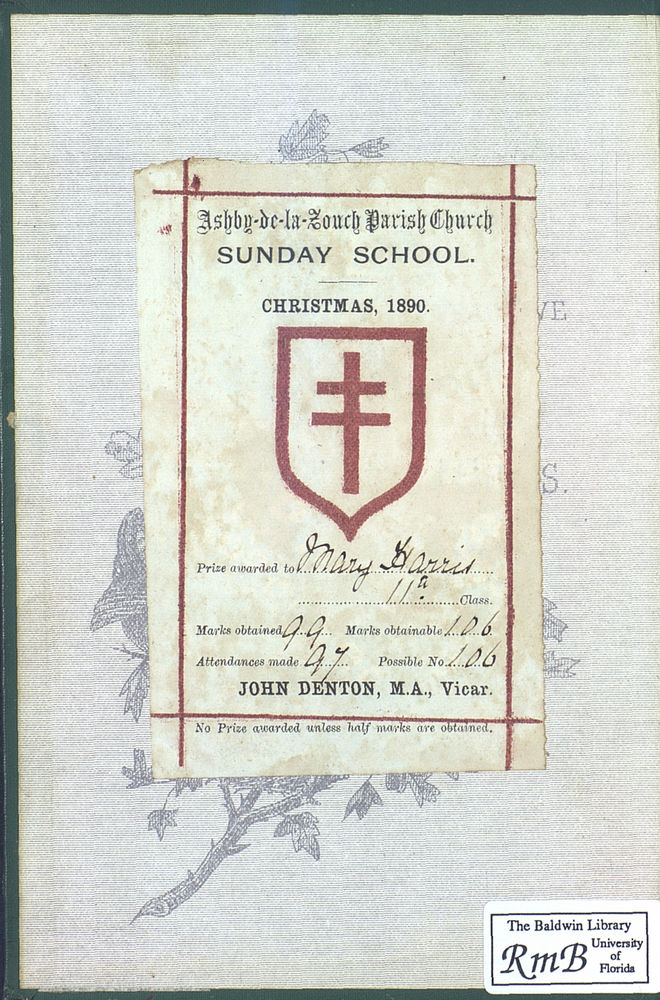 Ashby-de-la-Zouch Parish Church
SUNDAY SCHOOL.
CHRISTMAS, 1890.
VE
S.
Prize awarded to Mary Harris
11th Class.
Marks obtained 99 Marks obtainable 106
Attendances made 97 Possible No. 106
JOHN DENTON, M.A., Vicar.
No Prize awarded unless half marks are obtained.
The Baldwin Library
RmB University of Florida